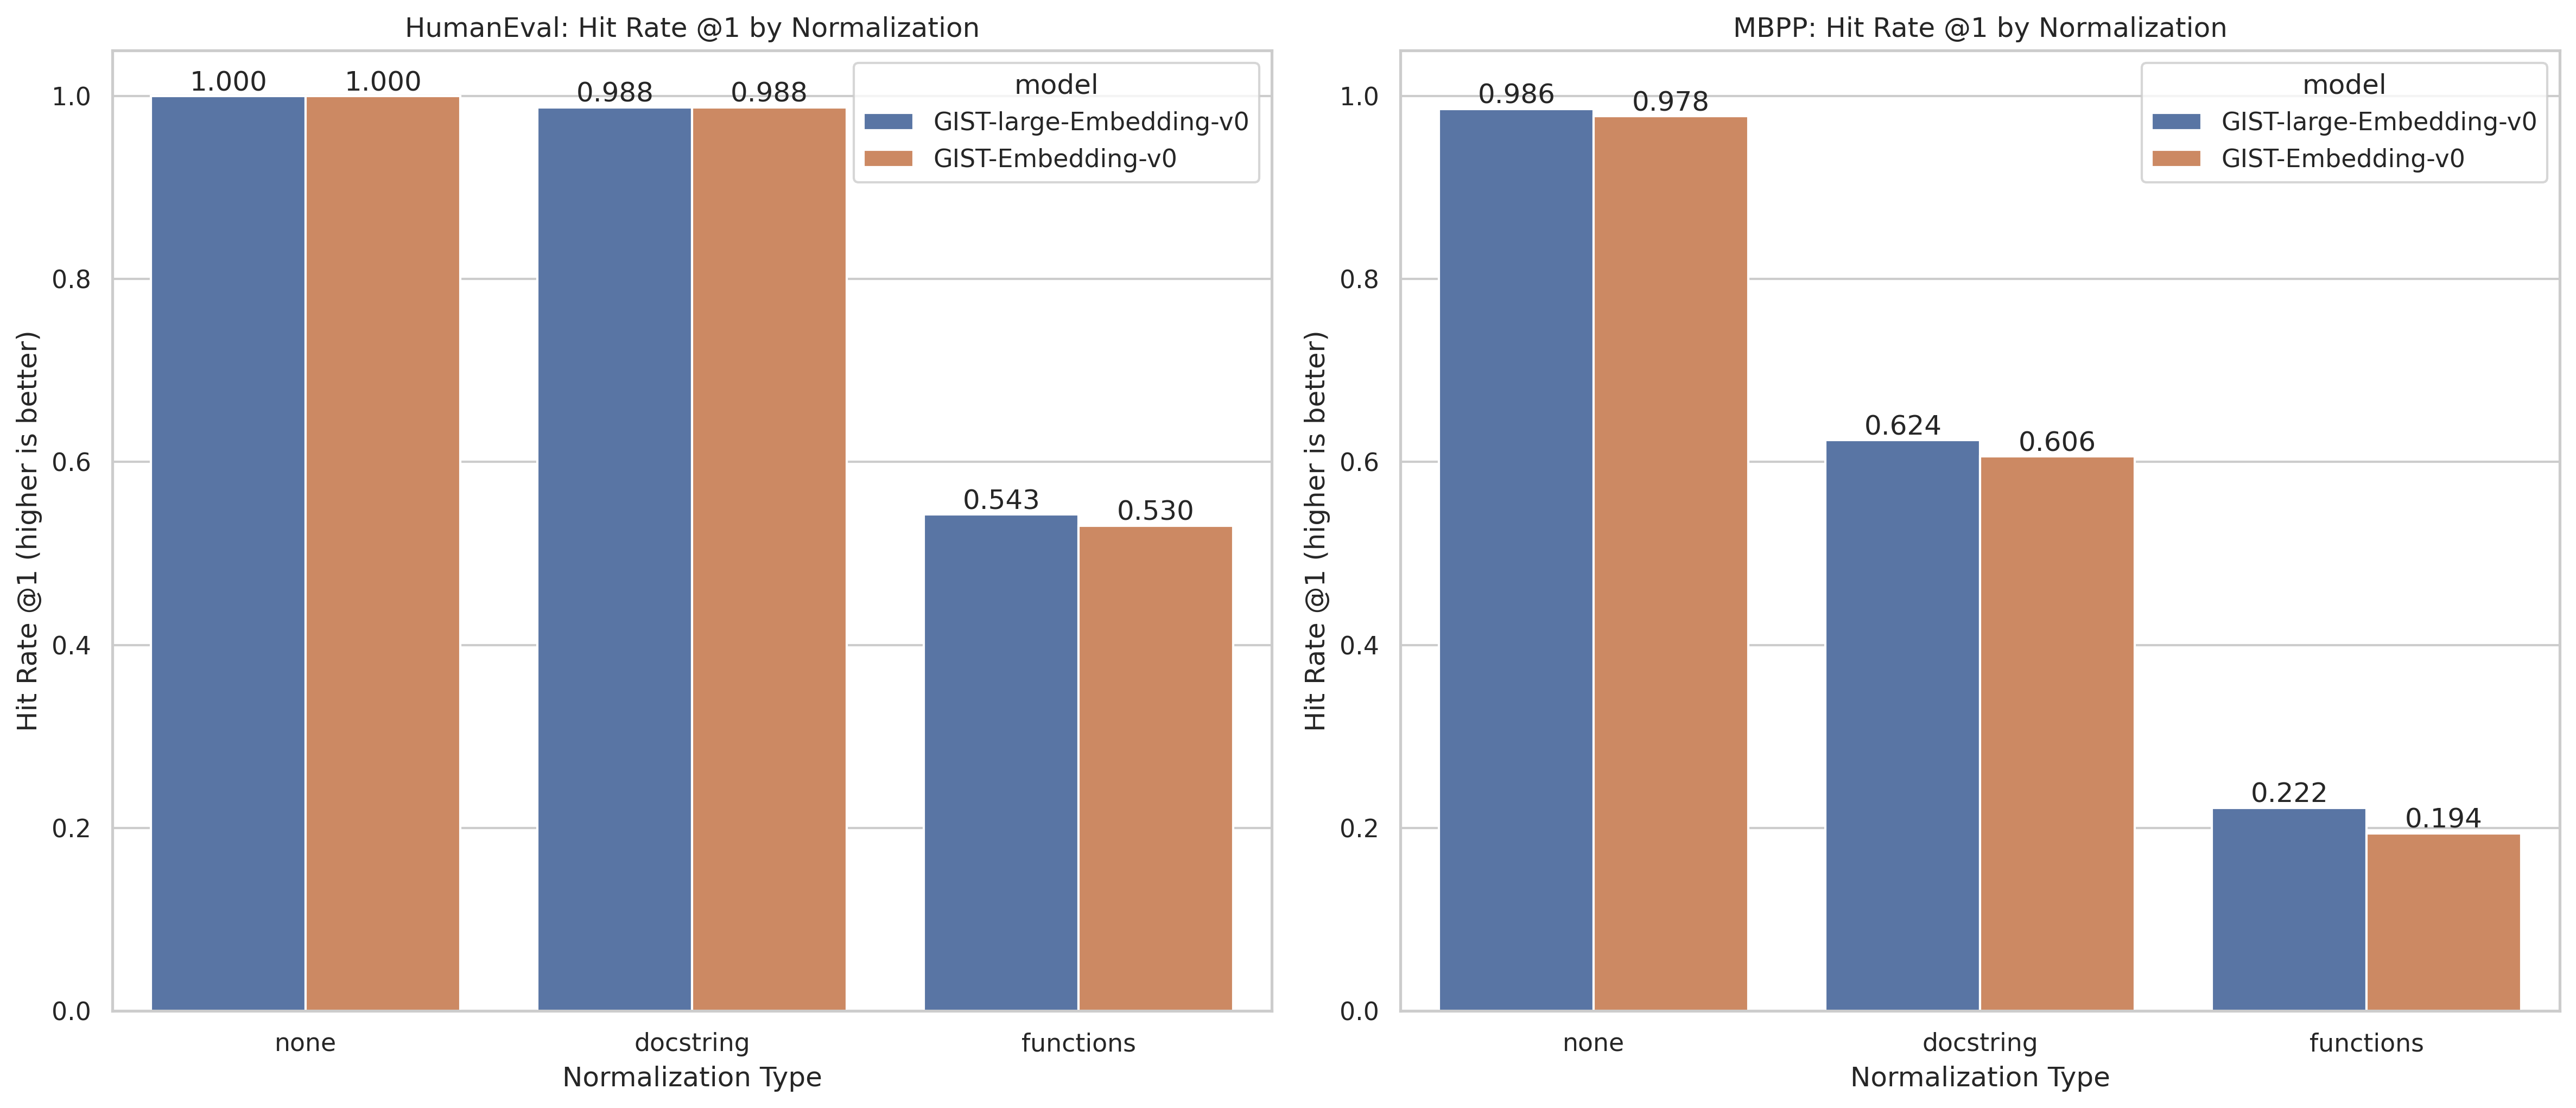 HumanEval: Hit Rate @1 by Normalization
1.000
1.000
0.988
0.988
0.543
0.530
model
GIST-large-Embedding-v0
GIST-Embedding-v0
Hit Rate @1 (higher is better)
1.0
0.8
0.6
0.4
0.2
0.0
none
docstring
functions
Normalization Type
MBPP: Hit Rate @1 by Normalization
0.986
0.978
0.624
0.606
0.222
0.194
model
GIST-large-Embedding-v0
GIST-Embedding-v0
Hit Rate @1 (higher is better)
1.0
0.8
0.6
0.4
0.2
0.0
none
docstring
functions
Normalization Type